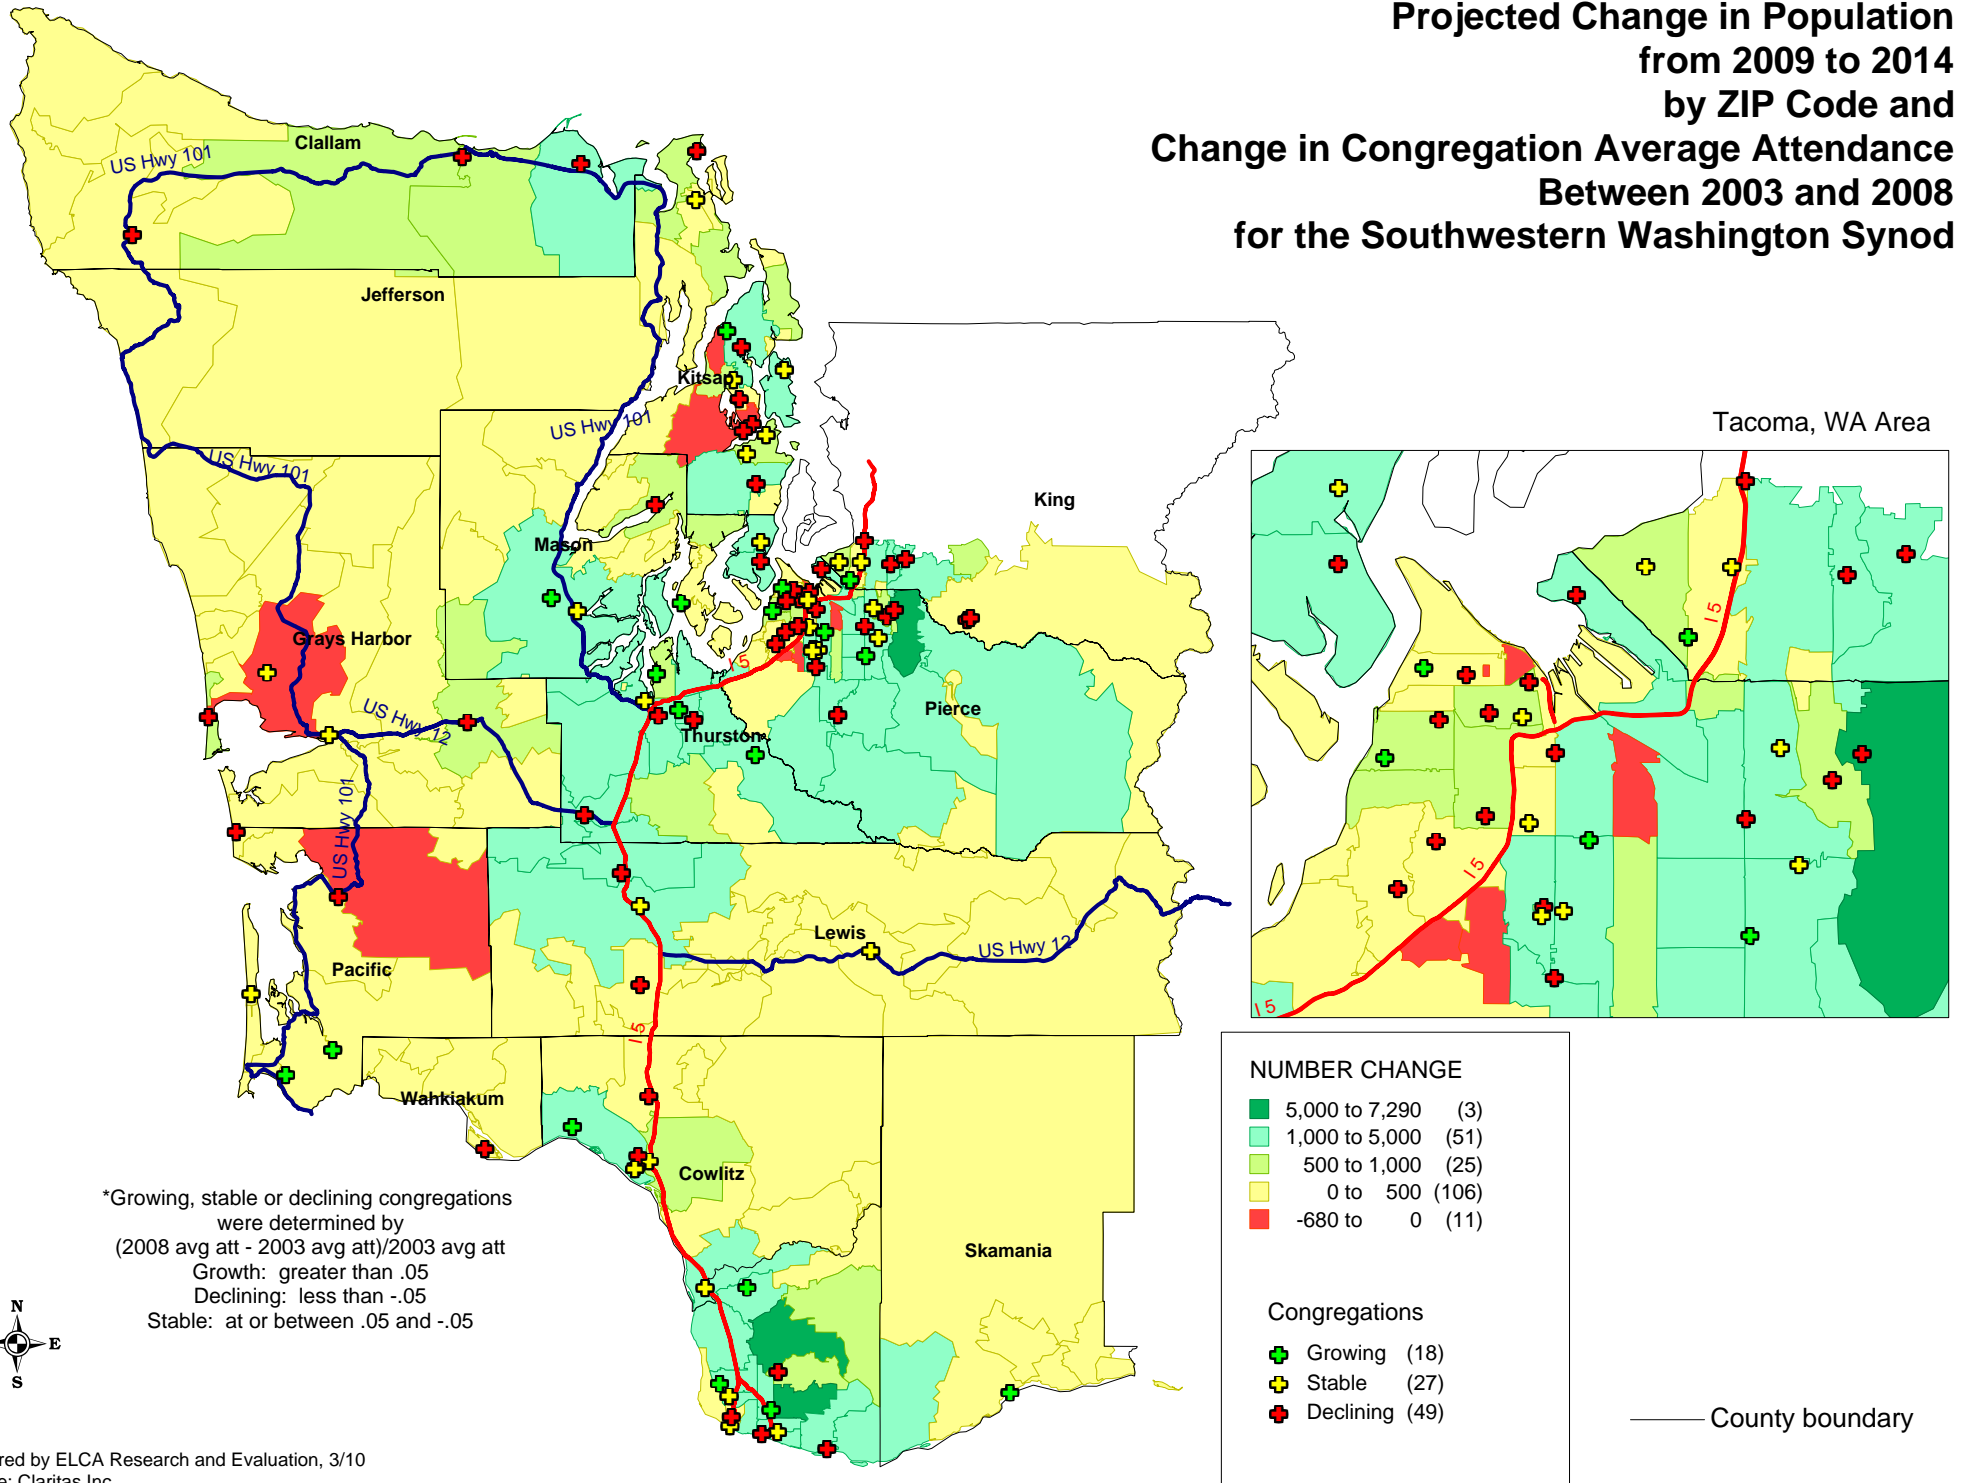 Projected Change in Population
from 2009 to 2014
by ZIP Code and
Change in Congregation Average Attendance
Between 2003 and 2008
for the Southwestern Washington Synod
Clallam
US Hwy 101
Jefferson
Kitsap
US Hwy 101
US Hwy 101
King
Mason
Grays Harbor
I 5
US Hwy 12
Thurston
Pierce
US Hwy 101
Lewis
US Hwy 12
Pacific
I 5
Wahkiakum
Cowlitz
Skamania
Tacoma, WA Area
I 5
I 5
I 5
NUMBER CHANGE
5,000 to 7,290 (3)
1,000 to 5,000 (51)
500 to 1,000 (25)
0 to 500 (106)
-680 to 0 (11)
Congregations
Growing (18)
Stable (27)
Declining (49)
County boundary
*Growing, stable or declining congregations
were determined by
(2008 avg att - 2003 avg att)/2003 avg att
Growth: greater than .05
Declining: less than -.05
Stable: at or between .05 and -.05
N
E
S
red by ELCA Research and Evaluation, 3/10
e: Claritas Inc